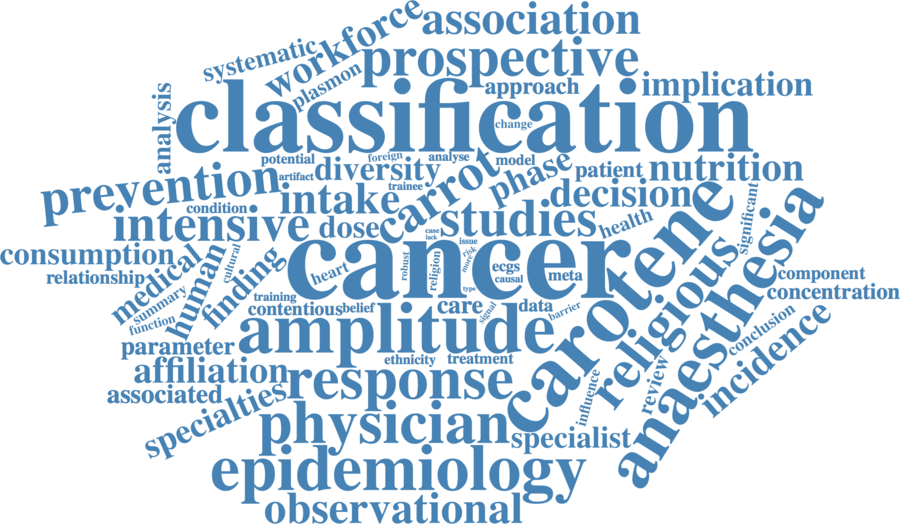 workforce
association
systematic
prospective
plasmon
approach
implication
classification
analysis
change
potential
foreign
analyse
model
diversity
artifact
trainee
carrot
phase
patient
nutrition
prevention
condition
intake
decision
intensive
dose
studies
health
significant
consumption
relationship
medical
summary
function
human
cultural
finding
cancer
heart
robust
religion
case
lack
issue
risk
more
type
ecgs
causal
meta
carotene
religious
anaesthesia
component
concentration
training
contentious
belief
care
signal
data
barrier
conclusion
incidence
amplitude
parameter
ethnicity
treatment
affiliation
associated
response
influence
review
specialties
physician
specialist
epidemiology
observational